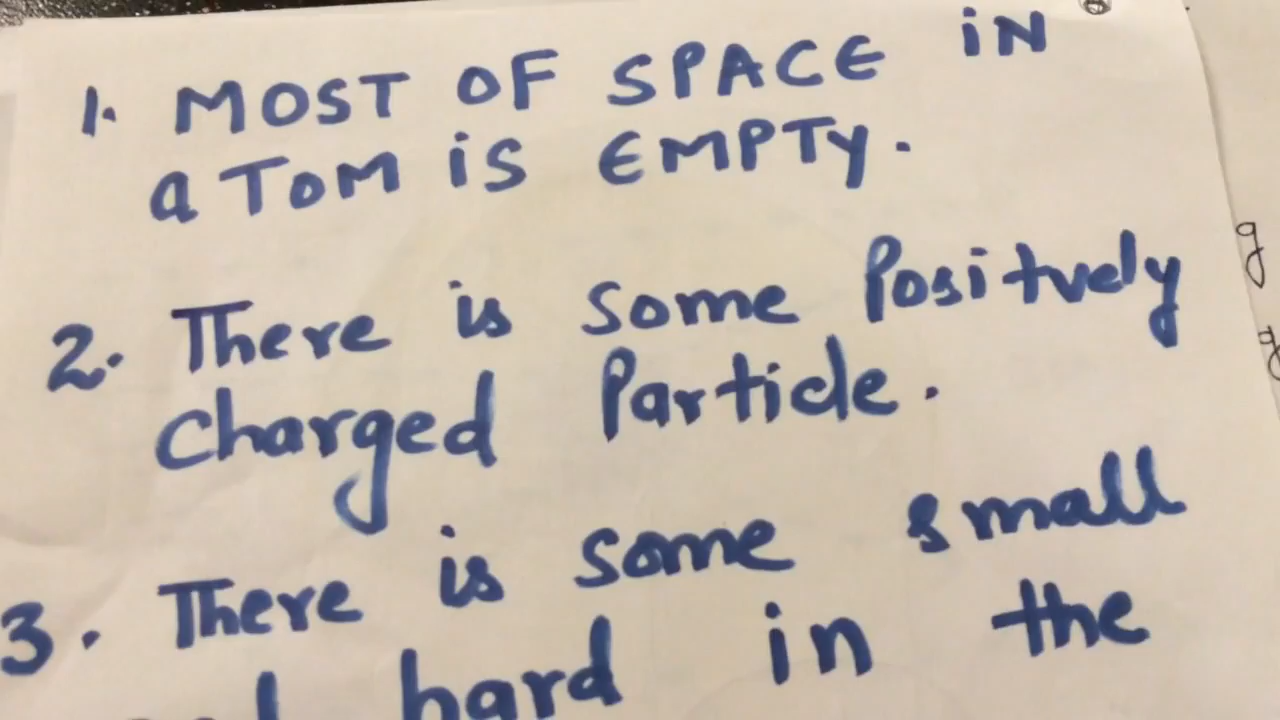 1. MOST OF SPACE iN
aTOM iS EMPTY.
2. There is some Positvely
charged Particle.
3. There is some small
hard in the